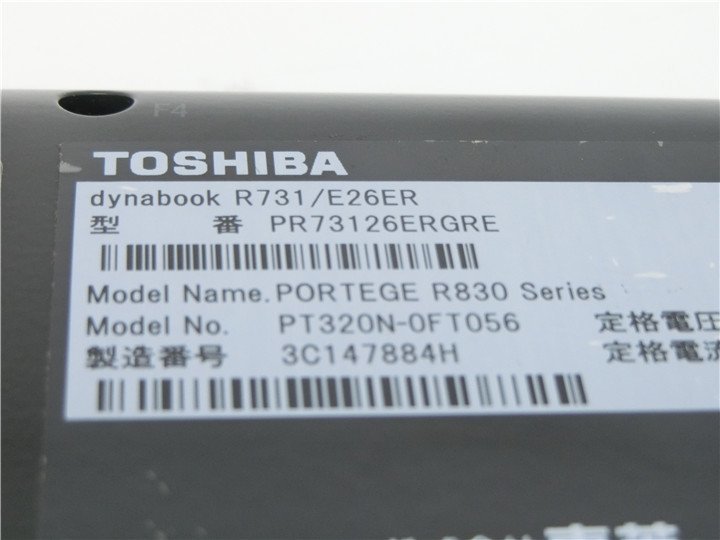 F4
TOSHIBA
dynabook R731/E26ER
型 番 PR73126ERGRE
Model Name. PORTEGE R830 Series
Model No. PT320N-0FT056 定格電圧
製造番号 3C147884H 定格電流